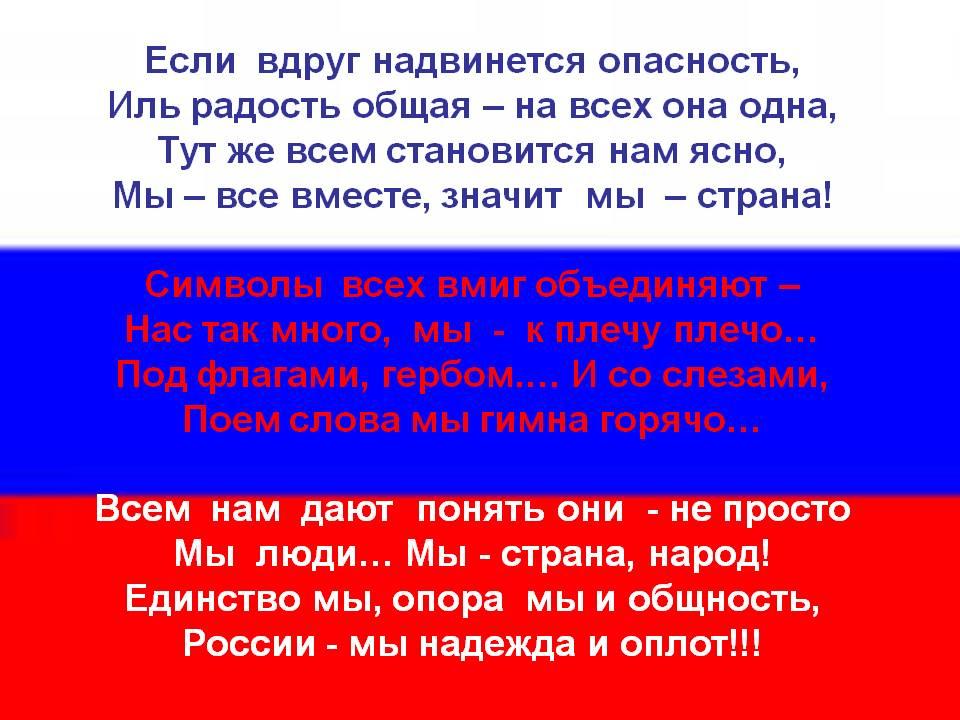 Если вдруг надвинется опасность,
Иль радость общая – на всех она одна,
Тут же всем становится нам ясно,
Мы – все вместе, значит мы – страна!
Символы всех вмиг объединяют –
Нас так много, мы - к плечу плечо…
Под флагами, гербом.… И со слезами,
Поем слова мы гимна горячо…
Всем нам дают понять они - не просто
Мы люди… Мы - страна, народ!
Единство мы, опора мы и общность,
России - мы надежда и оплот!!!